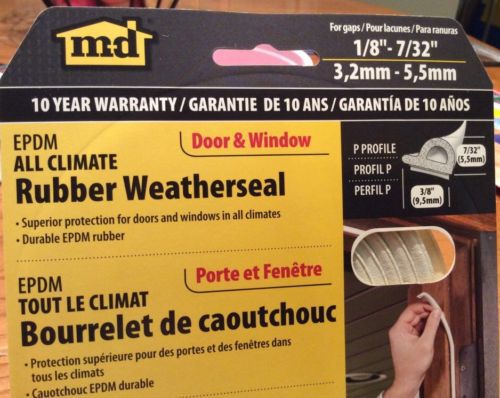 m-d
For gaps / Pour lacunes / Para ranuras
1/8"- 7/32"
3,2mm - 5,5mm
10 YEAR WARRANTY / GARANTIE DE 10 ANS / GARANTÍA DE 10 AÑOS
EPDM
ALL CLIMATE
Door & Window
Rubber Weatherseal
• Superior protection for doors and windows in all climates
• Durable EPDM rubber
P PROFILE
PROFIL P
PERFIL P
7/32"
(5,5mm)
3/8"
(9,5mm)
EPDM
TOUT LE CLIMAT
Porte et Fenêtre
Bourrelet de caoutchouc
• Protection supérieure pour des portes et des fenêtres dans
tous les climats
• Cauotchouc EPDM durable